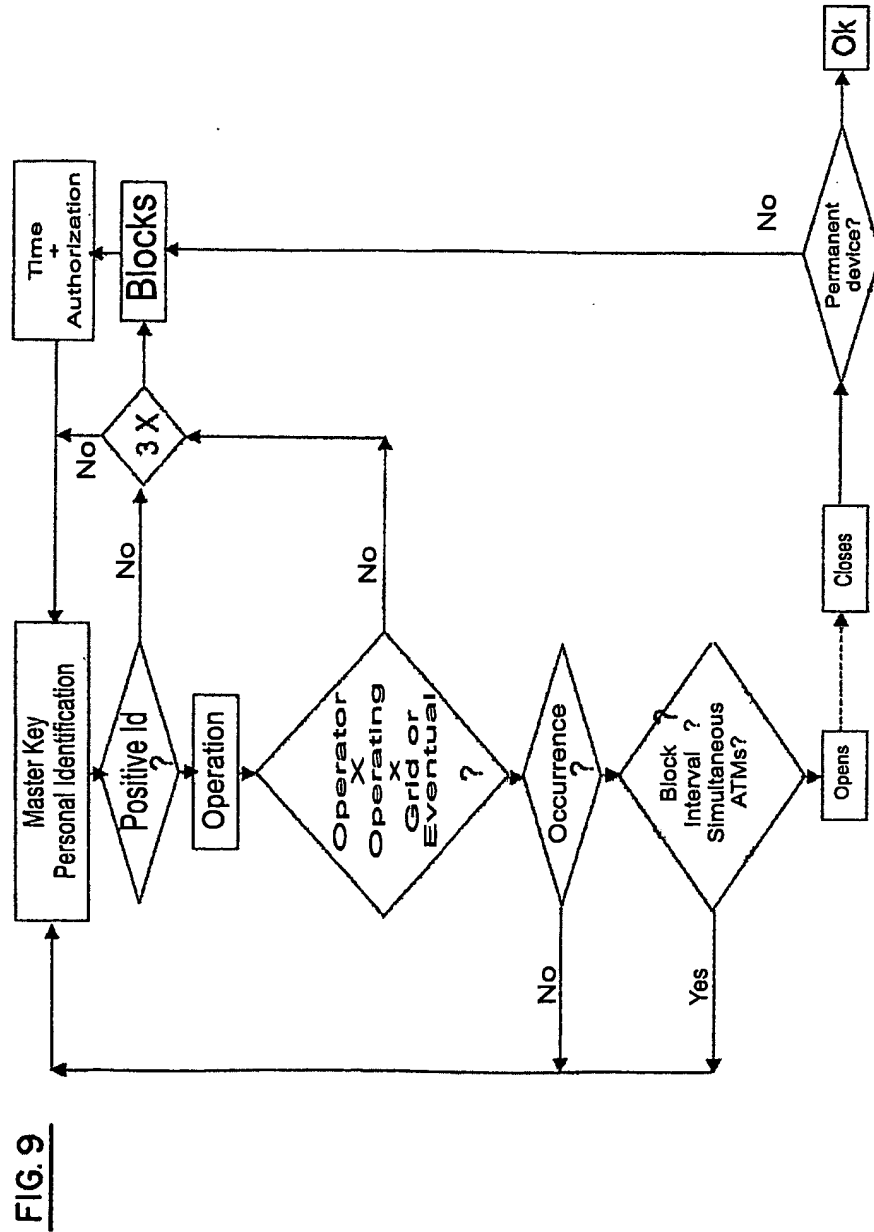 FIG. 9
Master Key
Personal Identification
Positive Id
?
No
3 X
No
Blocks
Time
+
Authorization
Operation
Operator
X
Operating
X
Grid or
Eventual
?
No
Occurrence
?
No
Block ?
Interval ?
Simultaneous
ATMs?
Yes
Opens
Closes
Permanent
device?
No
Ok